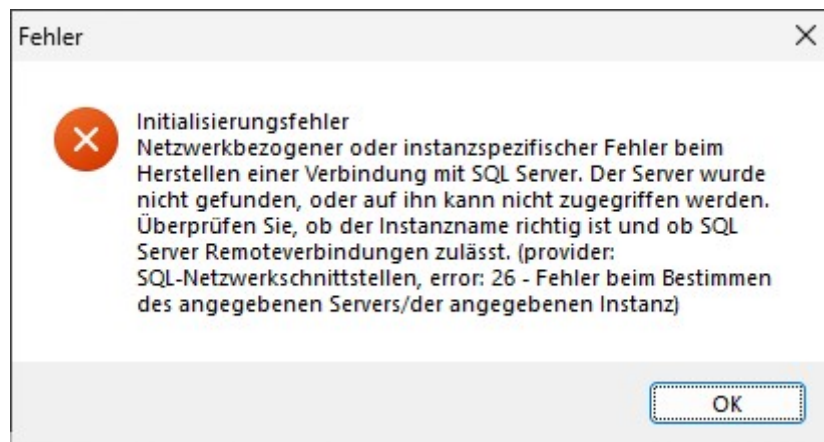 Fehler
Initialisierungsfehler
Netzwerkbezogener oder instanzspezifischer Fehler beim
Herstellen einer Verbindung mit SQL Server. Der Server wurde
nicht gefunden, oder auf ihn kann nicht zugegriffen werden.
Überprüfen Sie, ob der Instanzname richtig ist und ob SQL
Server Remoteverbindungen zulässt. (provider:
SQL-Netzwerkschnittstellen, error: 26 - Fehler beim Bestimmen
des angegebenen Servers/der angegebenen Instanz)
OK